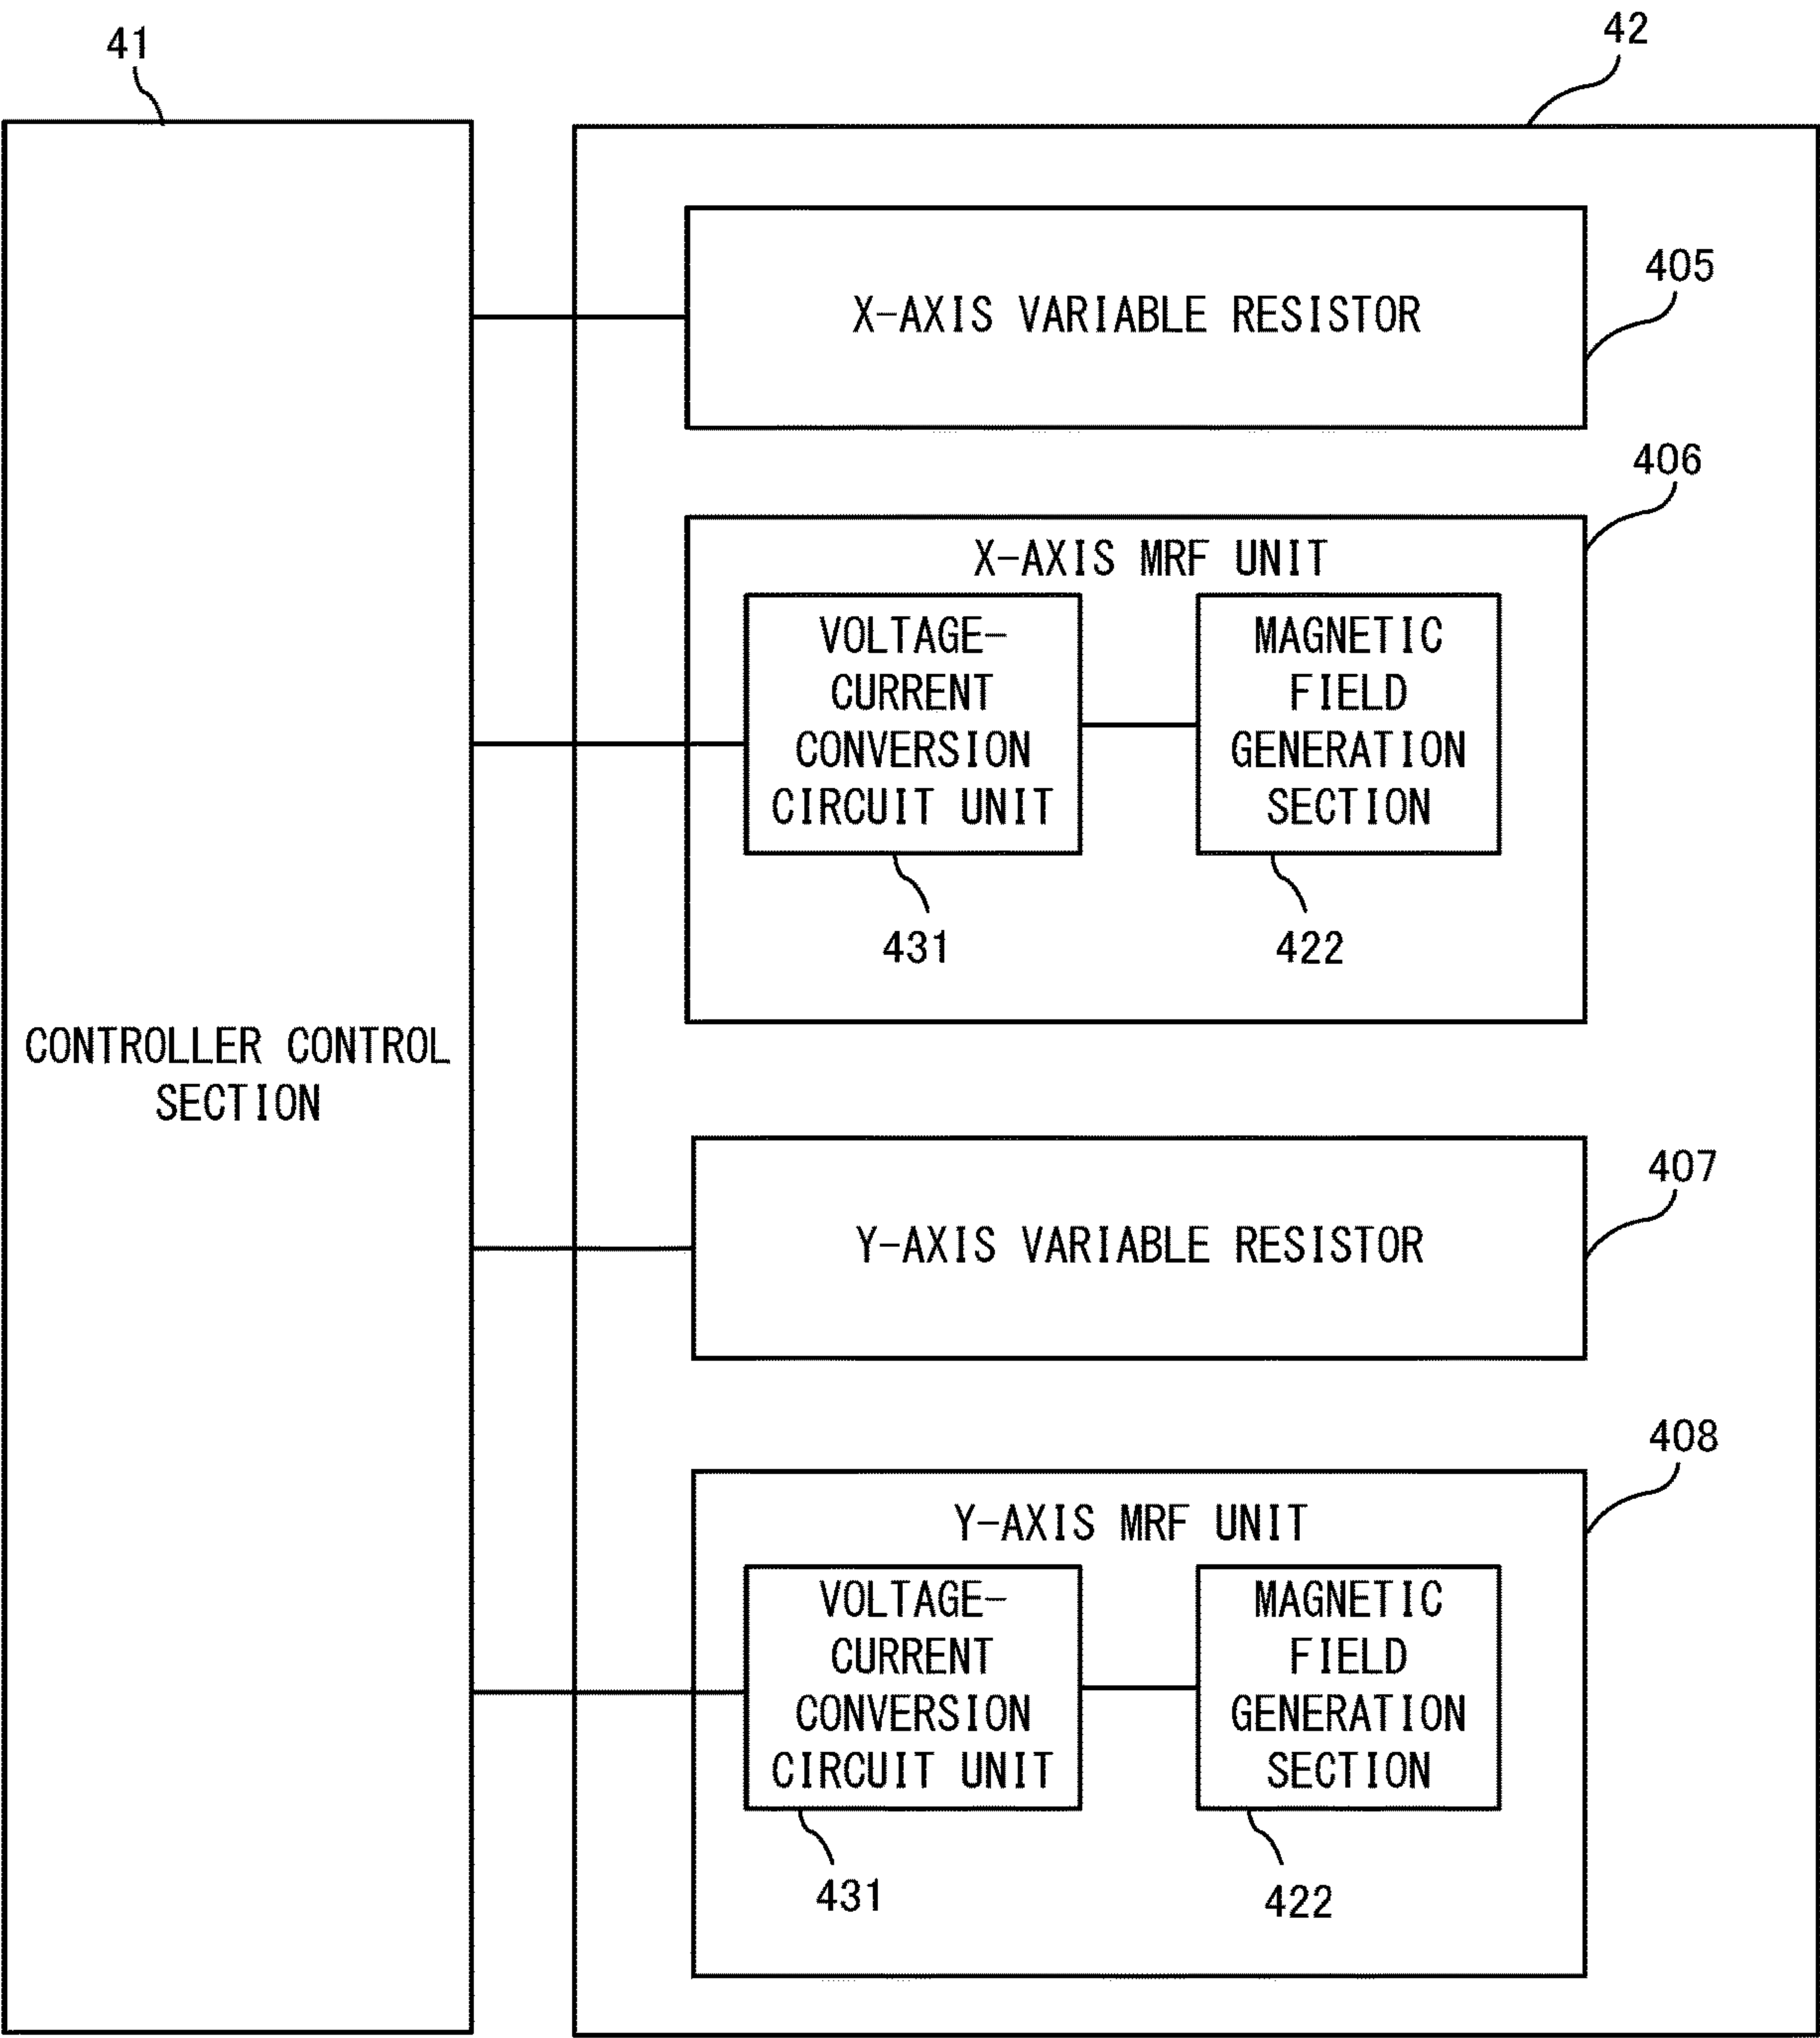 41
42
CONTROLLER CONTROL
SECTION
X-AXIS VARIABLE RESISTOR
405
406
X-AXIS MRF UNIT
VOLTAGE-
CURRENT
CONVERSION
CIRCUIT UNIT
431
MAGNETIC
FIELD
GENERATION
SECTION
422
Y-AXIS VARIABLE RESISTOR
407
408
Y-AXIS MRF UNIT
VOLTAGE-
CURRENT
CONVERSION
CIRCUIT UNIT
431
MAGNETIC
FIELD
GENERATION
SECTION
422